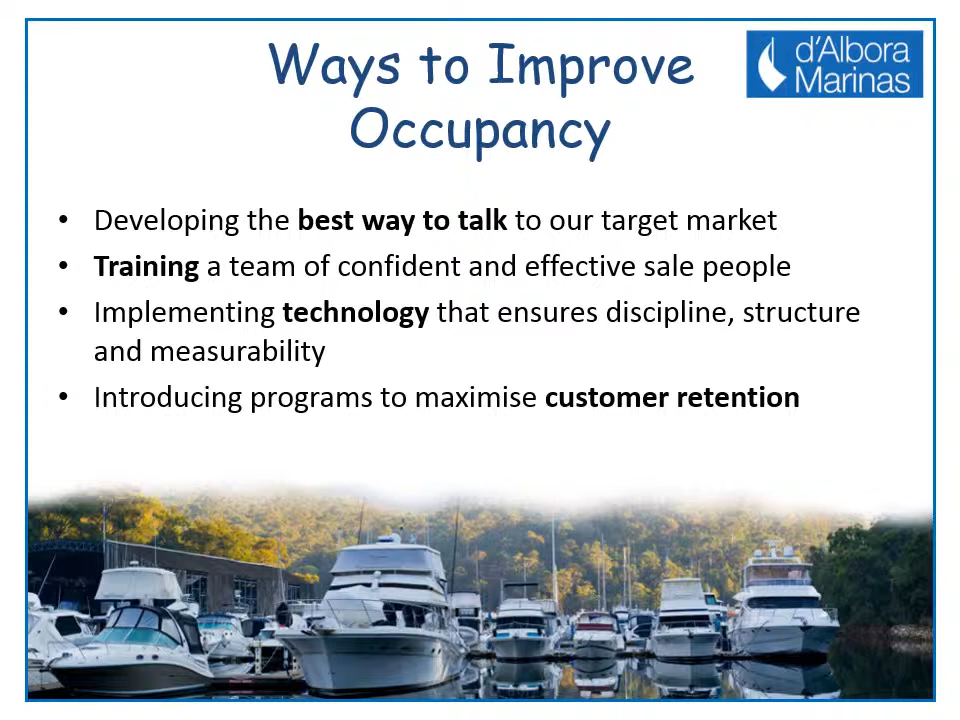 Ways to Improve
Occupancy
d'Albora
Marinas
• Developing the best way to talk to our target market
• Training a team of confident and effective sale people
• Implementing technology that ensures discipline, structure
and measurability
• Introducing programs to maximise customer retention